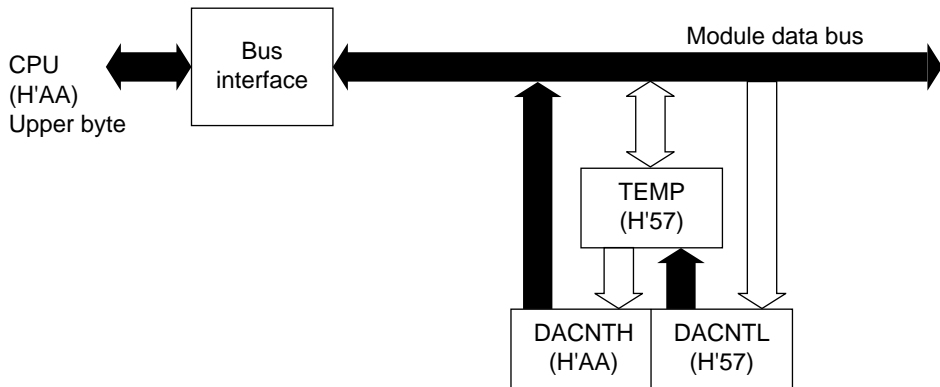 CPU
(H'AA)
Upper byte
Bus
interface
Module data bus
TEMP
(H'57)
DACNTH
(H'AA)
DACNTL
(H'57)